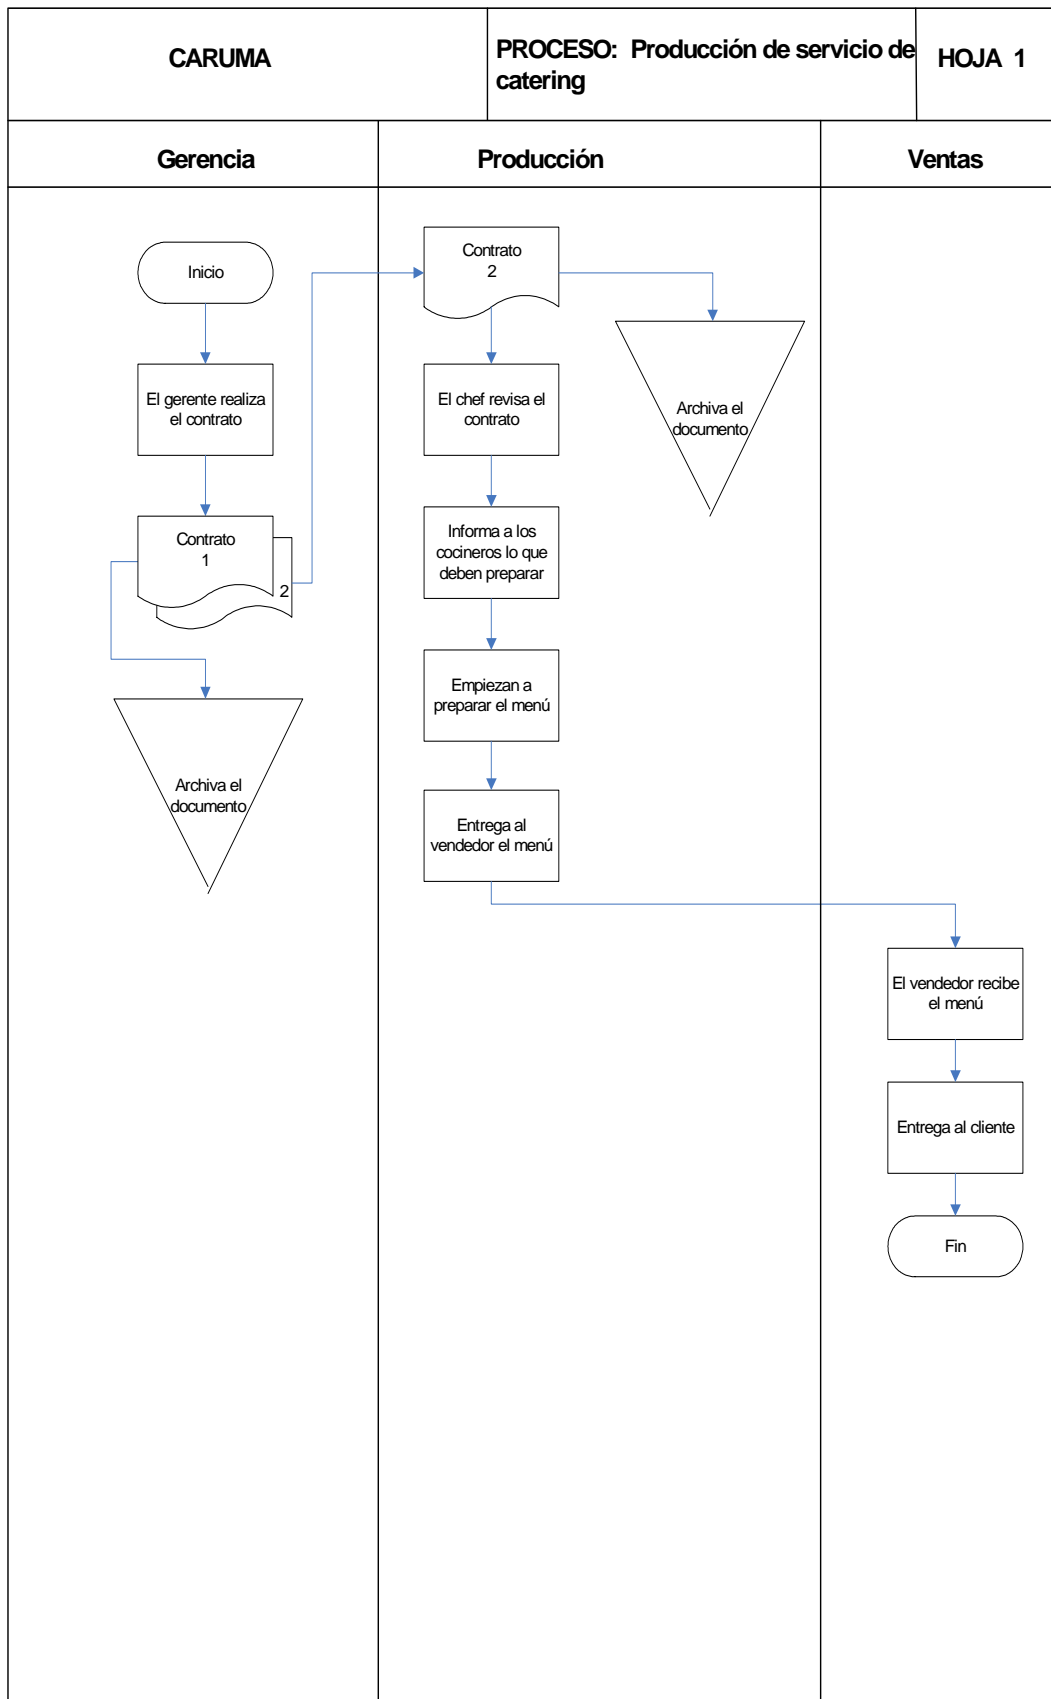 CARUMA
PROCESO: Producción de servicio de
catering
HOJA 1
Gerencia
Producción
Ventas
Inicio
El gerente realiza
el contrato
Contrato
1
2
Archiva el
documento
Contrato
2
Archiva el
documento
El chef revisa el
contrato
Informa a los
cocineros lo que
deben preparar
Empiezan a
preparar el menú
Entrega al
vendedor el menú
El vendedor recibe
el menú
Entrega al cliente
Fin